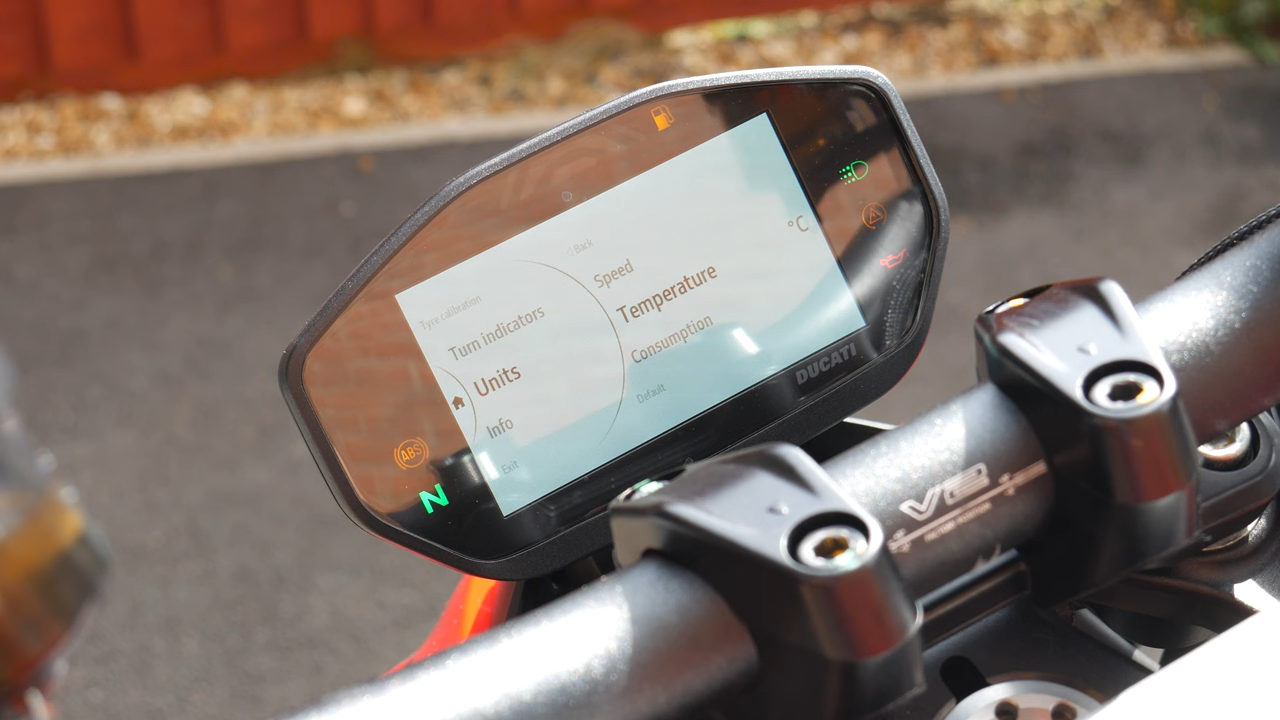 Back
°C
Speed
Tyre calibration
Temperature
Turn indicators
Consumption
Units
Default
Info
Exit
DUCATI
ABS
N
V2